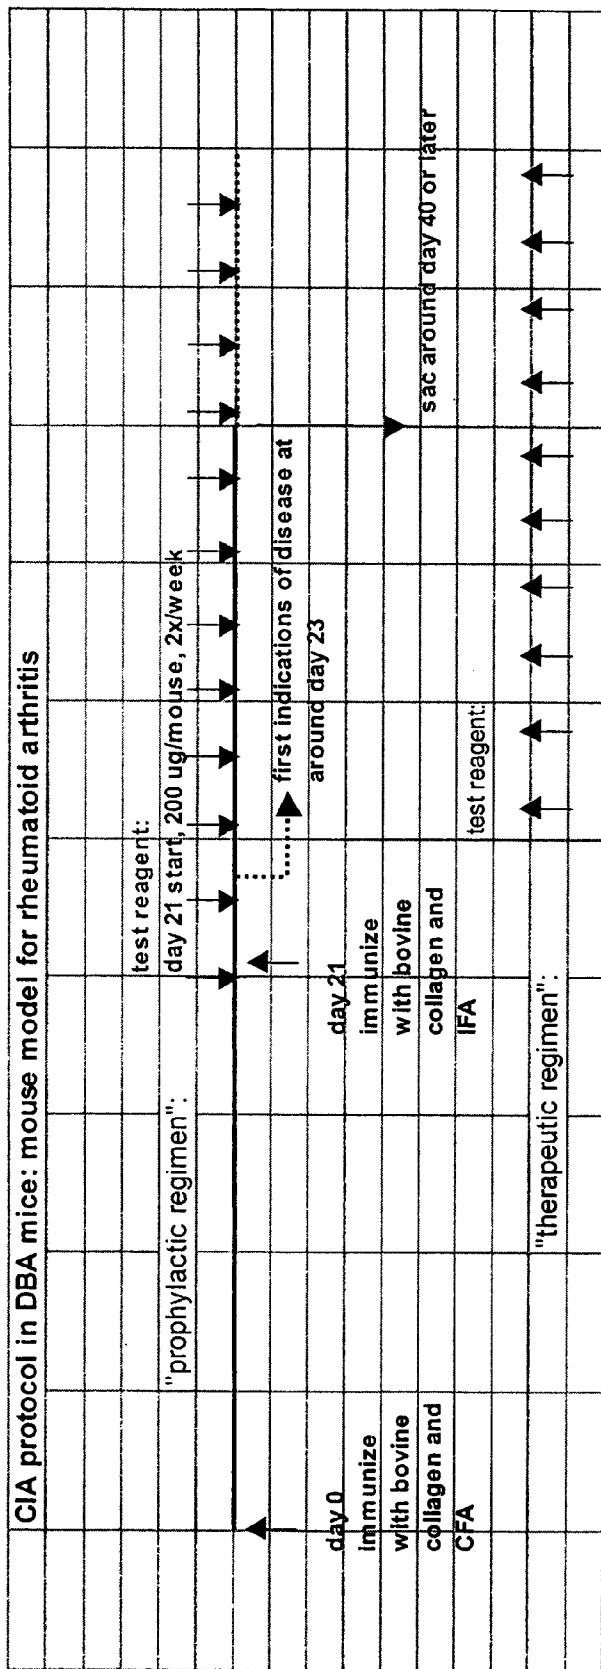 CIA protocol in DBA mice: mouse model for rheumatoid arthritis
test reagent:
day 21 start, 200 ug/mouse, 2x/week
"prophylactic regimen":
first indications of disease at
around day 23
day 0
immunize
with bovine
collagen and
CFA
day 21
immunize
with bovine
collagen and
IFA
sac around day 40 or later
test reagent:
"therapeutic regimen":